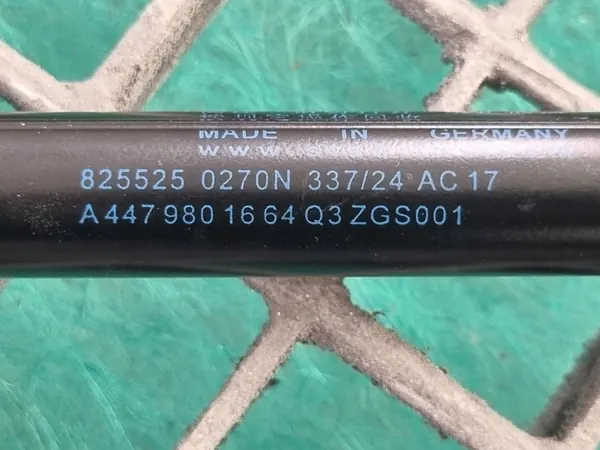 MADE IN GERMANY
W W W
825525 0270N 337/24 AC 17
A 447 980 16 64 Q3 ZGS001